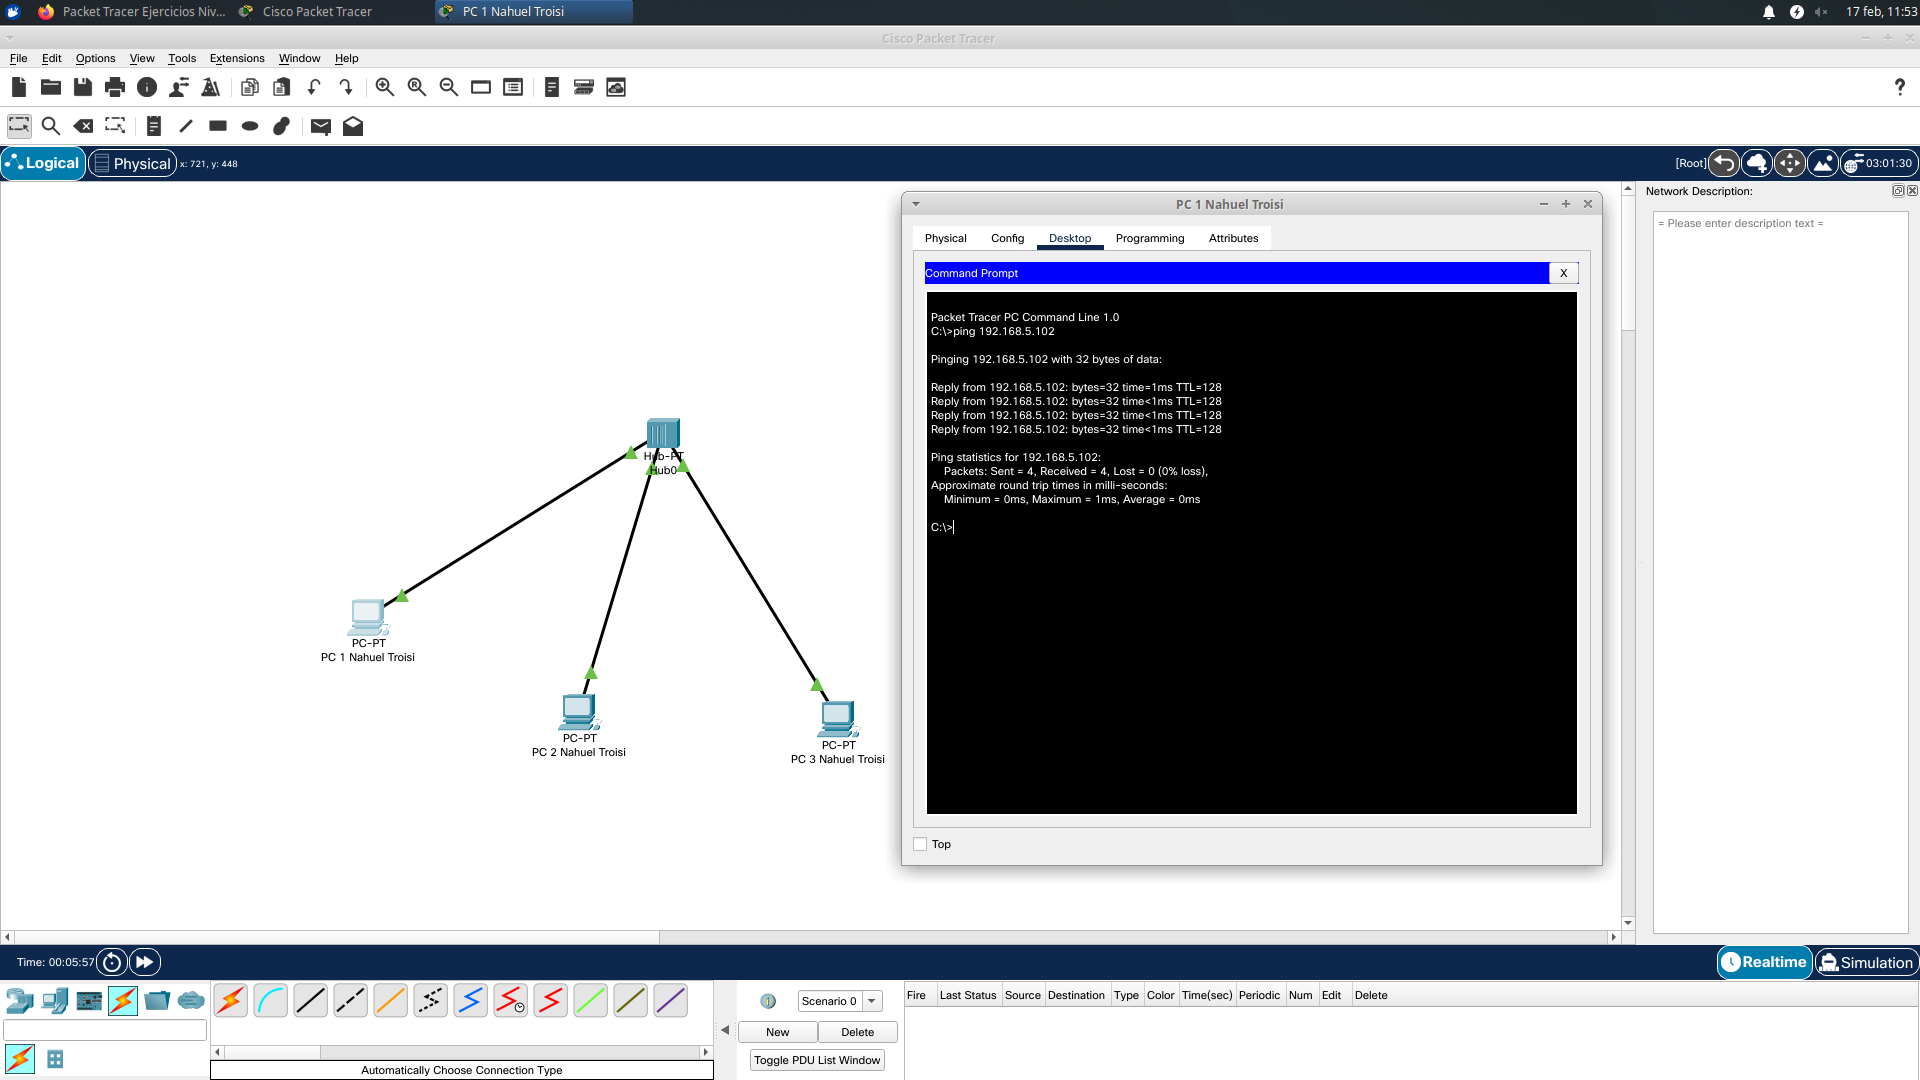 Packet Tracer Ejercicios Niv...
Cisco Packet Tracer
PC 1 Nahuel Troisi
17 feb, 11:53
Cisco Packet Tracer
File Edit Options View Tools Extensions Window Help
Logical
Physical
x: 721, y: 448
[Root]
03:01:30
Network Description:
= Please enter description text =
PC 1 Nahuel Troisi
Physical Config Desktop Programming Attributes
Command Prompt
X
Packet Tracer PC Command Line 1.0
C:\>ping 192.168.5.102
Pinging 192.168.5.102 with 32 bytes of data:
Reply from 192.168.5.102: bytes=32 time=1ms TTL=128
Reply from 192.168.5.102: bytes=32 time<1ms TTL=128
Reply from 192.168.5.102: bytes=32 time<1ms TTL=128
Reply from 192.168.5.102: bytes=32 time<1ms TTL=128
Ping statistics for 192.168.5.102:
Packets: Sent = 4, Received = 4, Lost = 0 (0% loss),
Approximate round trip times in milli-seconds:
Minimum = 0ms, Maximum = 1ms, Average = 0ms
C:\>
Top
Hub-PT
Hub0
PC-PT
PC 1 Nahuel Troisi
PC-PT
PC 2 Nahuel Troisi
PC-PT
PC 3 Nahuel Troisi
Time: 00:05:57
Realtime
Simulation
Scenario 0
New
Delete
Toggle PDU List Window
Automatically Choose Connection Type
Fire Last Status Source Destination Type Color Time(sec) Periodic Num Edit Delete